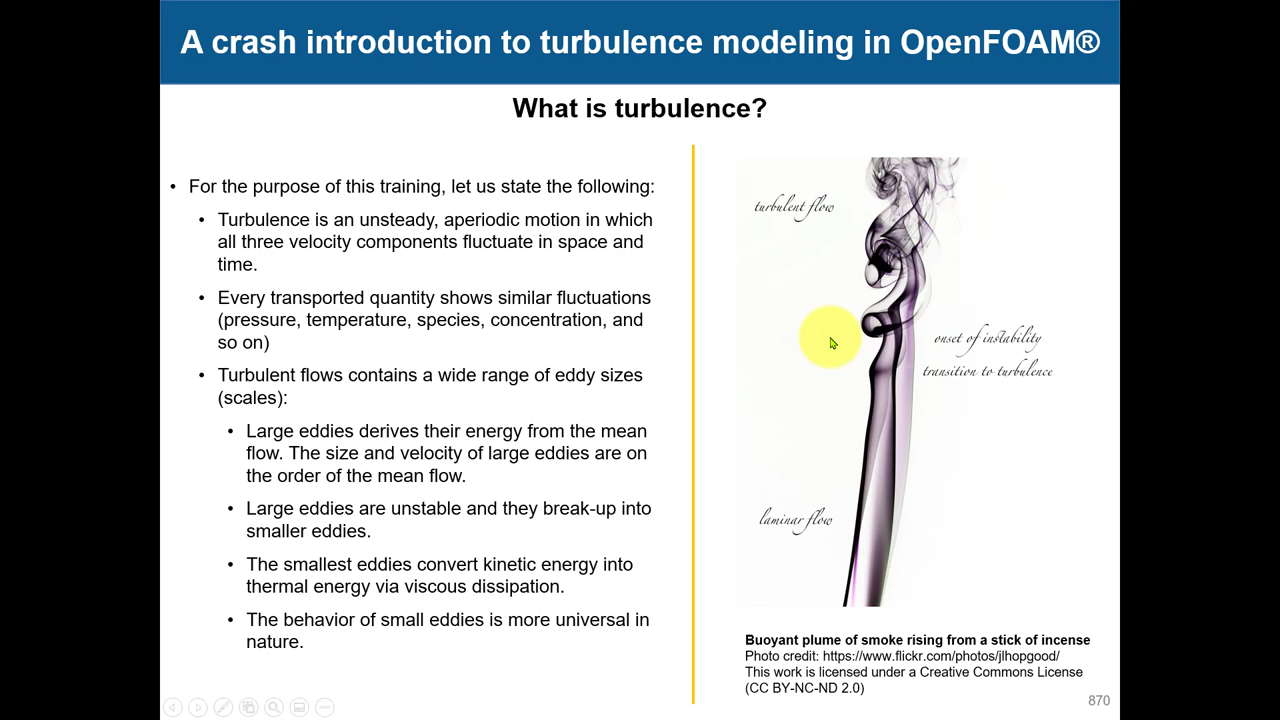 A crash introduction to turbulence modeling in OpenFOAM®
What is turbulence?
• For the purpose of this training, let us state the following:
• Turbulence is an unsteady, aperiodic motion in which
all three velocity components fluctuate in space and
time.
• Every transported quantity shows similar fluctuations
(pressure, temperature, species, concentration, and
so on)
• Turbulent flows contains a wide range of eddy sizes
(scales):
• Large eddies derives their energy from the mean
flow. The size and velocity of large eddies are on
the order of the mean flow.
• Large eddies are unstable and they break-up into
smaller eddies.
• The smallest eddies convert kinetic energy into
thermal energy via viscous dissipation.
• The behavior of small eddies is more universal in
nature.
turbulent flow
onset of instability
transition to turbulence
laminar flow
Buoyant plume of smoke rising from a stick of incense
Photo credit: https://www.flickr.com/photos/jlhopgood/
This work is licensed under a Creative Commons License
(CC BY-NC-ND 2.0)
870